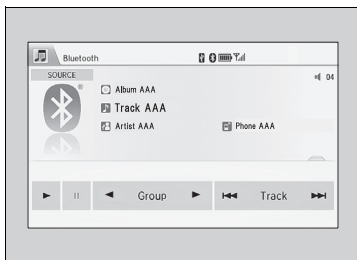 Bluetooth
SOURCE
04
Album AAA
Track AAA
Artist AAA
Phone AAA
Group
Track